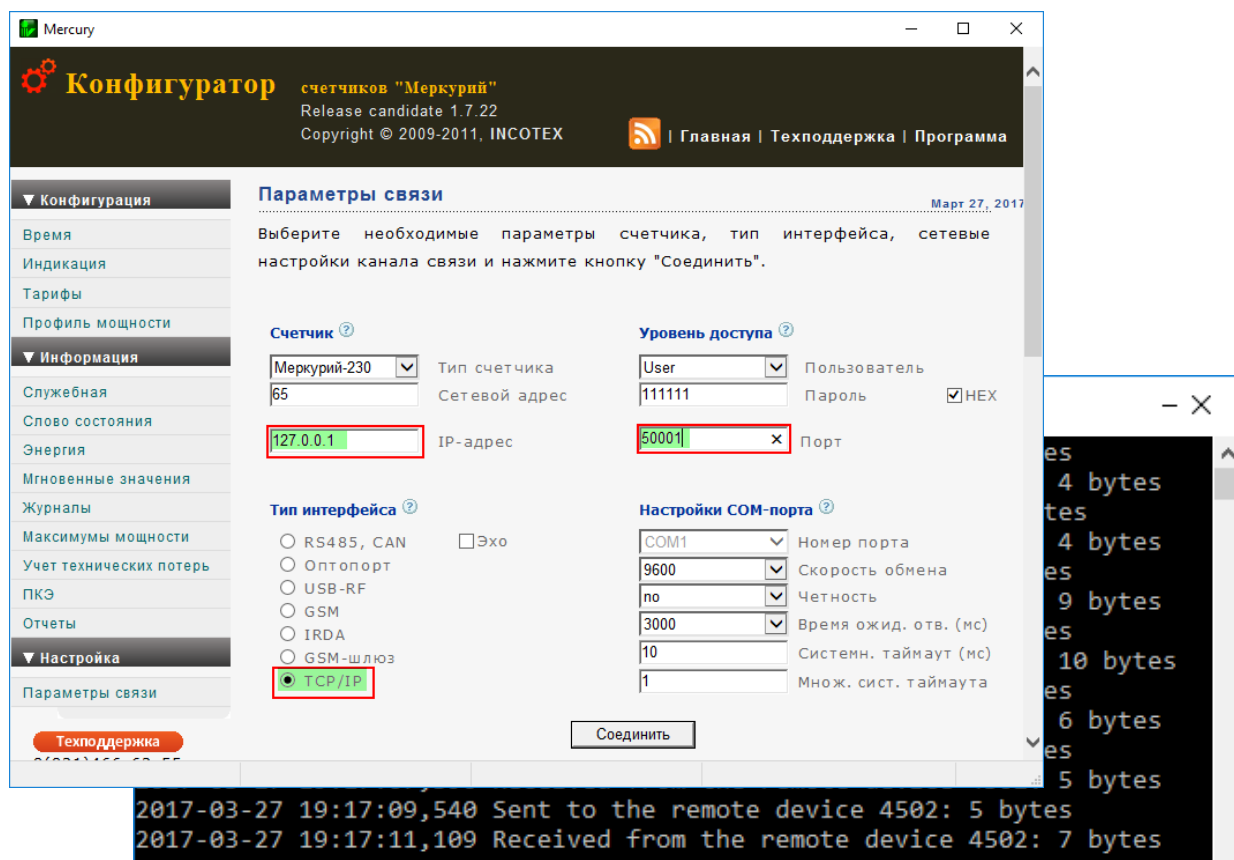 Mercury
Конфигуратор счетчиков "Меркурий"
Release candidate 1.7.22
Copyright © 2009-2011, INCOTEX
| Главная | Техподдержка | Программа
▼ Конфигурация
Время
Индикация
Тарифы
Профиль мощности
▼ Информация
Служебная
Слово состояния
Энергия
Мгновенные значения
Журналы
Максимумы мощности
Учет технических потерь
ПКЭ
Отчеты
▼ Настройка
Параметры связи
Техподдержка
Параметры связи
Март 27, 2017
Выберите необходимые параметры счетчика, тип интерфейса, сетевые
настройки канала связи и нажмите кнопку "Соединить".
Счетчик ?
Меркурий-230 Тип счетчика
65 Сетевой адрес
127.0.0.1 IP-адрес
Уровень доступа ?
User Пользователь
111111 Пароль HEX
50001 Порт
Тип интерфейса ?
RS485, CAN Эхо
Оптопорт
USB-RF
GSM
IRDA
GSM-шлюз
TCP/IP
Настройки COM-порта ?
COM1 Номер порта
9600 Скорость обмена
no Четность
3000 Время ожид. отв. (мс)
10 Системн. таймаут (мс)
1 Множ. сист. таймаута
Соединить
es
4 bytes
tes
4 bytes
es
9 bytes
es
10 bytes
es
6 bytes
es
5 bytes
2017-03-27 19:17:09,540 Sent to the remote device 4502: 5 bytes
2017-03-27 19:17:11,109 Received from the remote device 4502: 7 bytes